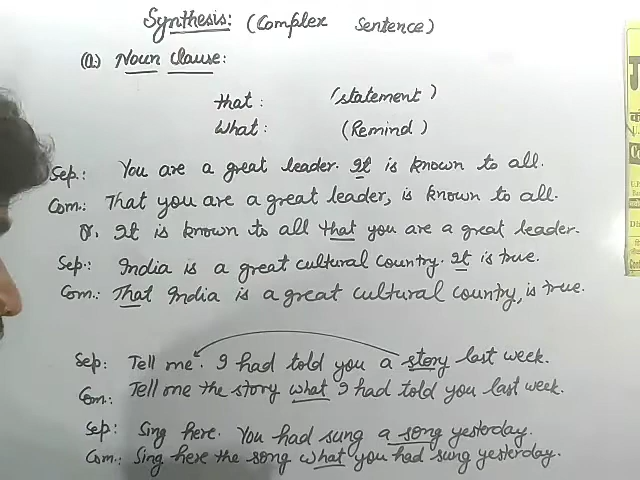 Synthesis: (Complex Sentence)
(a:) Noun Clause:
that: (statement)
What: (Remind)
Sep.: You are a great leader. It is known to all.
Com.: That you are a great leader, is known to all.
Or. It is known to all that you are a great leader.
Sep.: India is a great cultural country. It is true.
Com.: That India is a great cultural country, is true.
Sep: Tell me. I had told you a story last week.
Com: Tell me the story what I had told you last week.
Sep: Sing here. You had sung a song yesterday.
Com.: Sing here the song what you had sung yesterday.